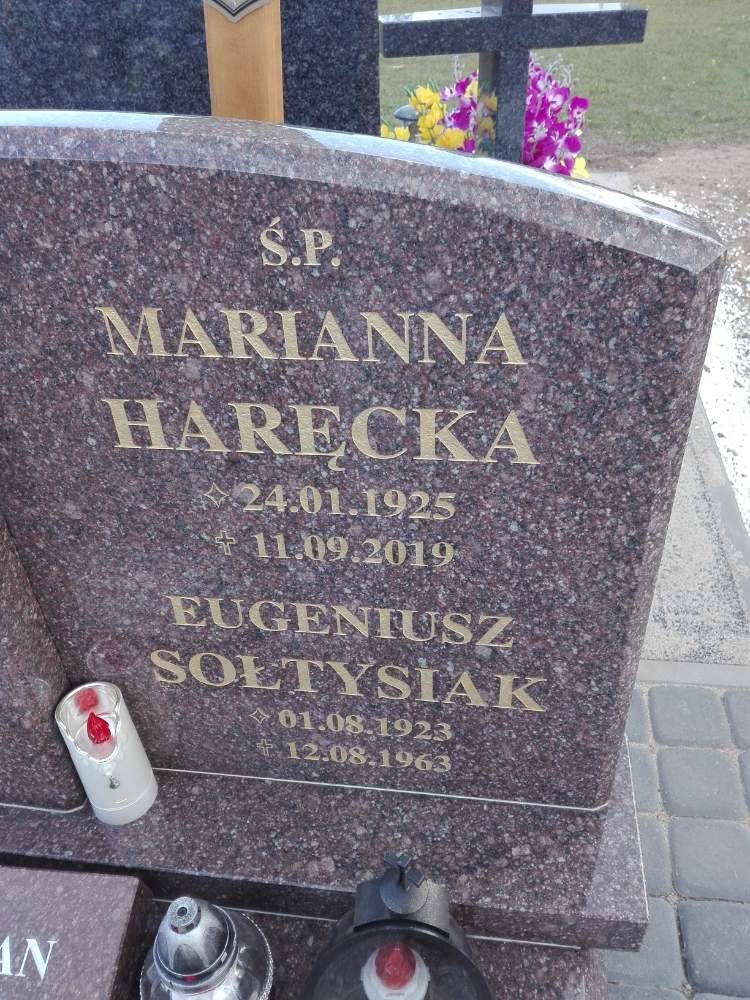 Ś.P.
MARIANNA
HARĘCKA
✧ 24.01.1925
✝ 11.09.2019
EUGENIUSZ
SOŁTYSIAK
✧ 01.08.1923
✝ 12.08.1963